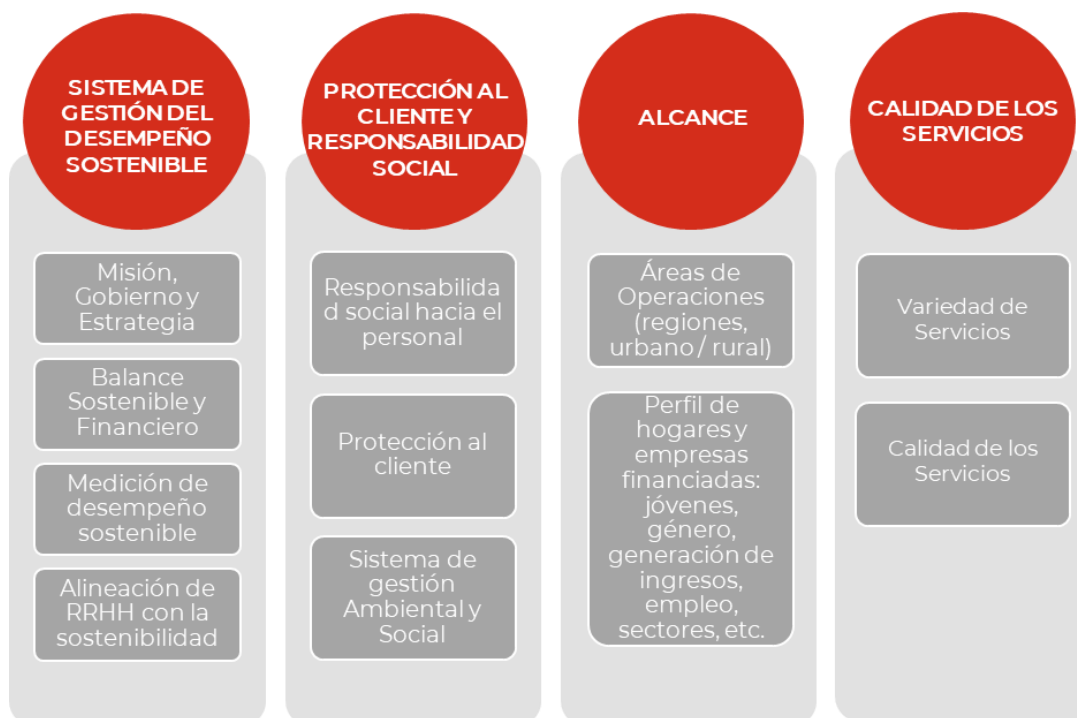 SISTEMA DE
GESTIÓN DEL
DESEMPEÑO
SOSTENIBLE
Misión,
Gobierno y
Estrategia
Balance
Sostenible y
Financiero
Medición de
desempeño
sostenible
Alineación de
RRHH con la
sostenibilidad
PROTECCIÓN AL
CLIENTE Y
RESPONSABILIDAD
SOCIAL
Responsabilida
d social hacia el
personal
Protección al
cliente
Sistema de
gestión
Ambiental y
Social
ALCANCE
Áreas de
Operaciones
(regiones,
urbano / rural)
Perfil de
hogares y
empresas
financiadas:
jóvenes,
género,
generación de
ingresos,
empleo,
sectores, etc.
CALIDAD DE LOS
SERVICIOS
Variedad de
Servicios
Calidad de los
Servicios